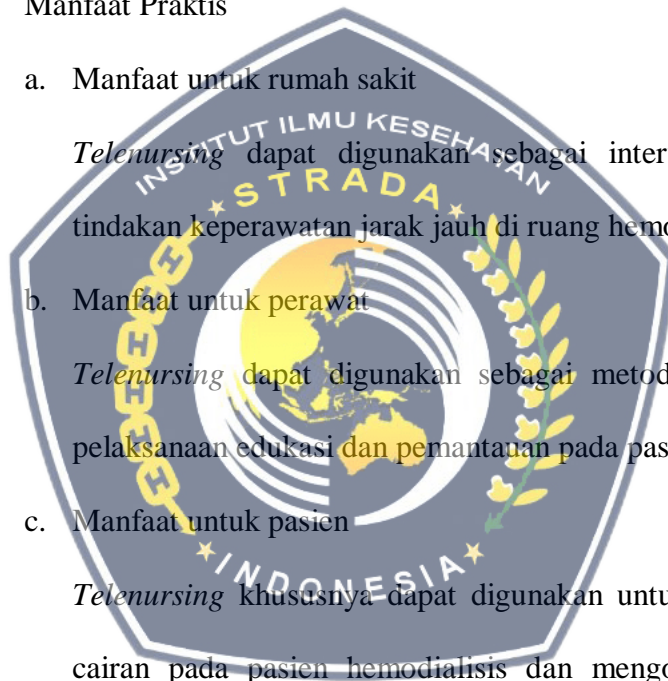 Manfaat Praktis
a. Manfaat untuk rumah sakit
Telenursing dapat digunakan sebagai inter
tindakan keperawatan jarak jauh di ruang hemo
b. Manfaat untuk perawat
Telenursing dapat digunakan sebagai metod
pelaksanaan edukasi dan pemantauan pada pas
c. Manfaat untuk pasien
Telenursing khususnya dapat digunakan untu
cairan pada pasien hemodialisis dan mengo
INSTITUT ILMU KESEHATAN
STRADA
INDONESIA